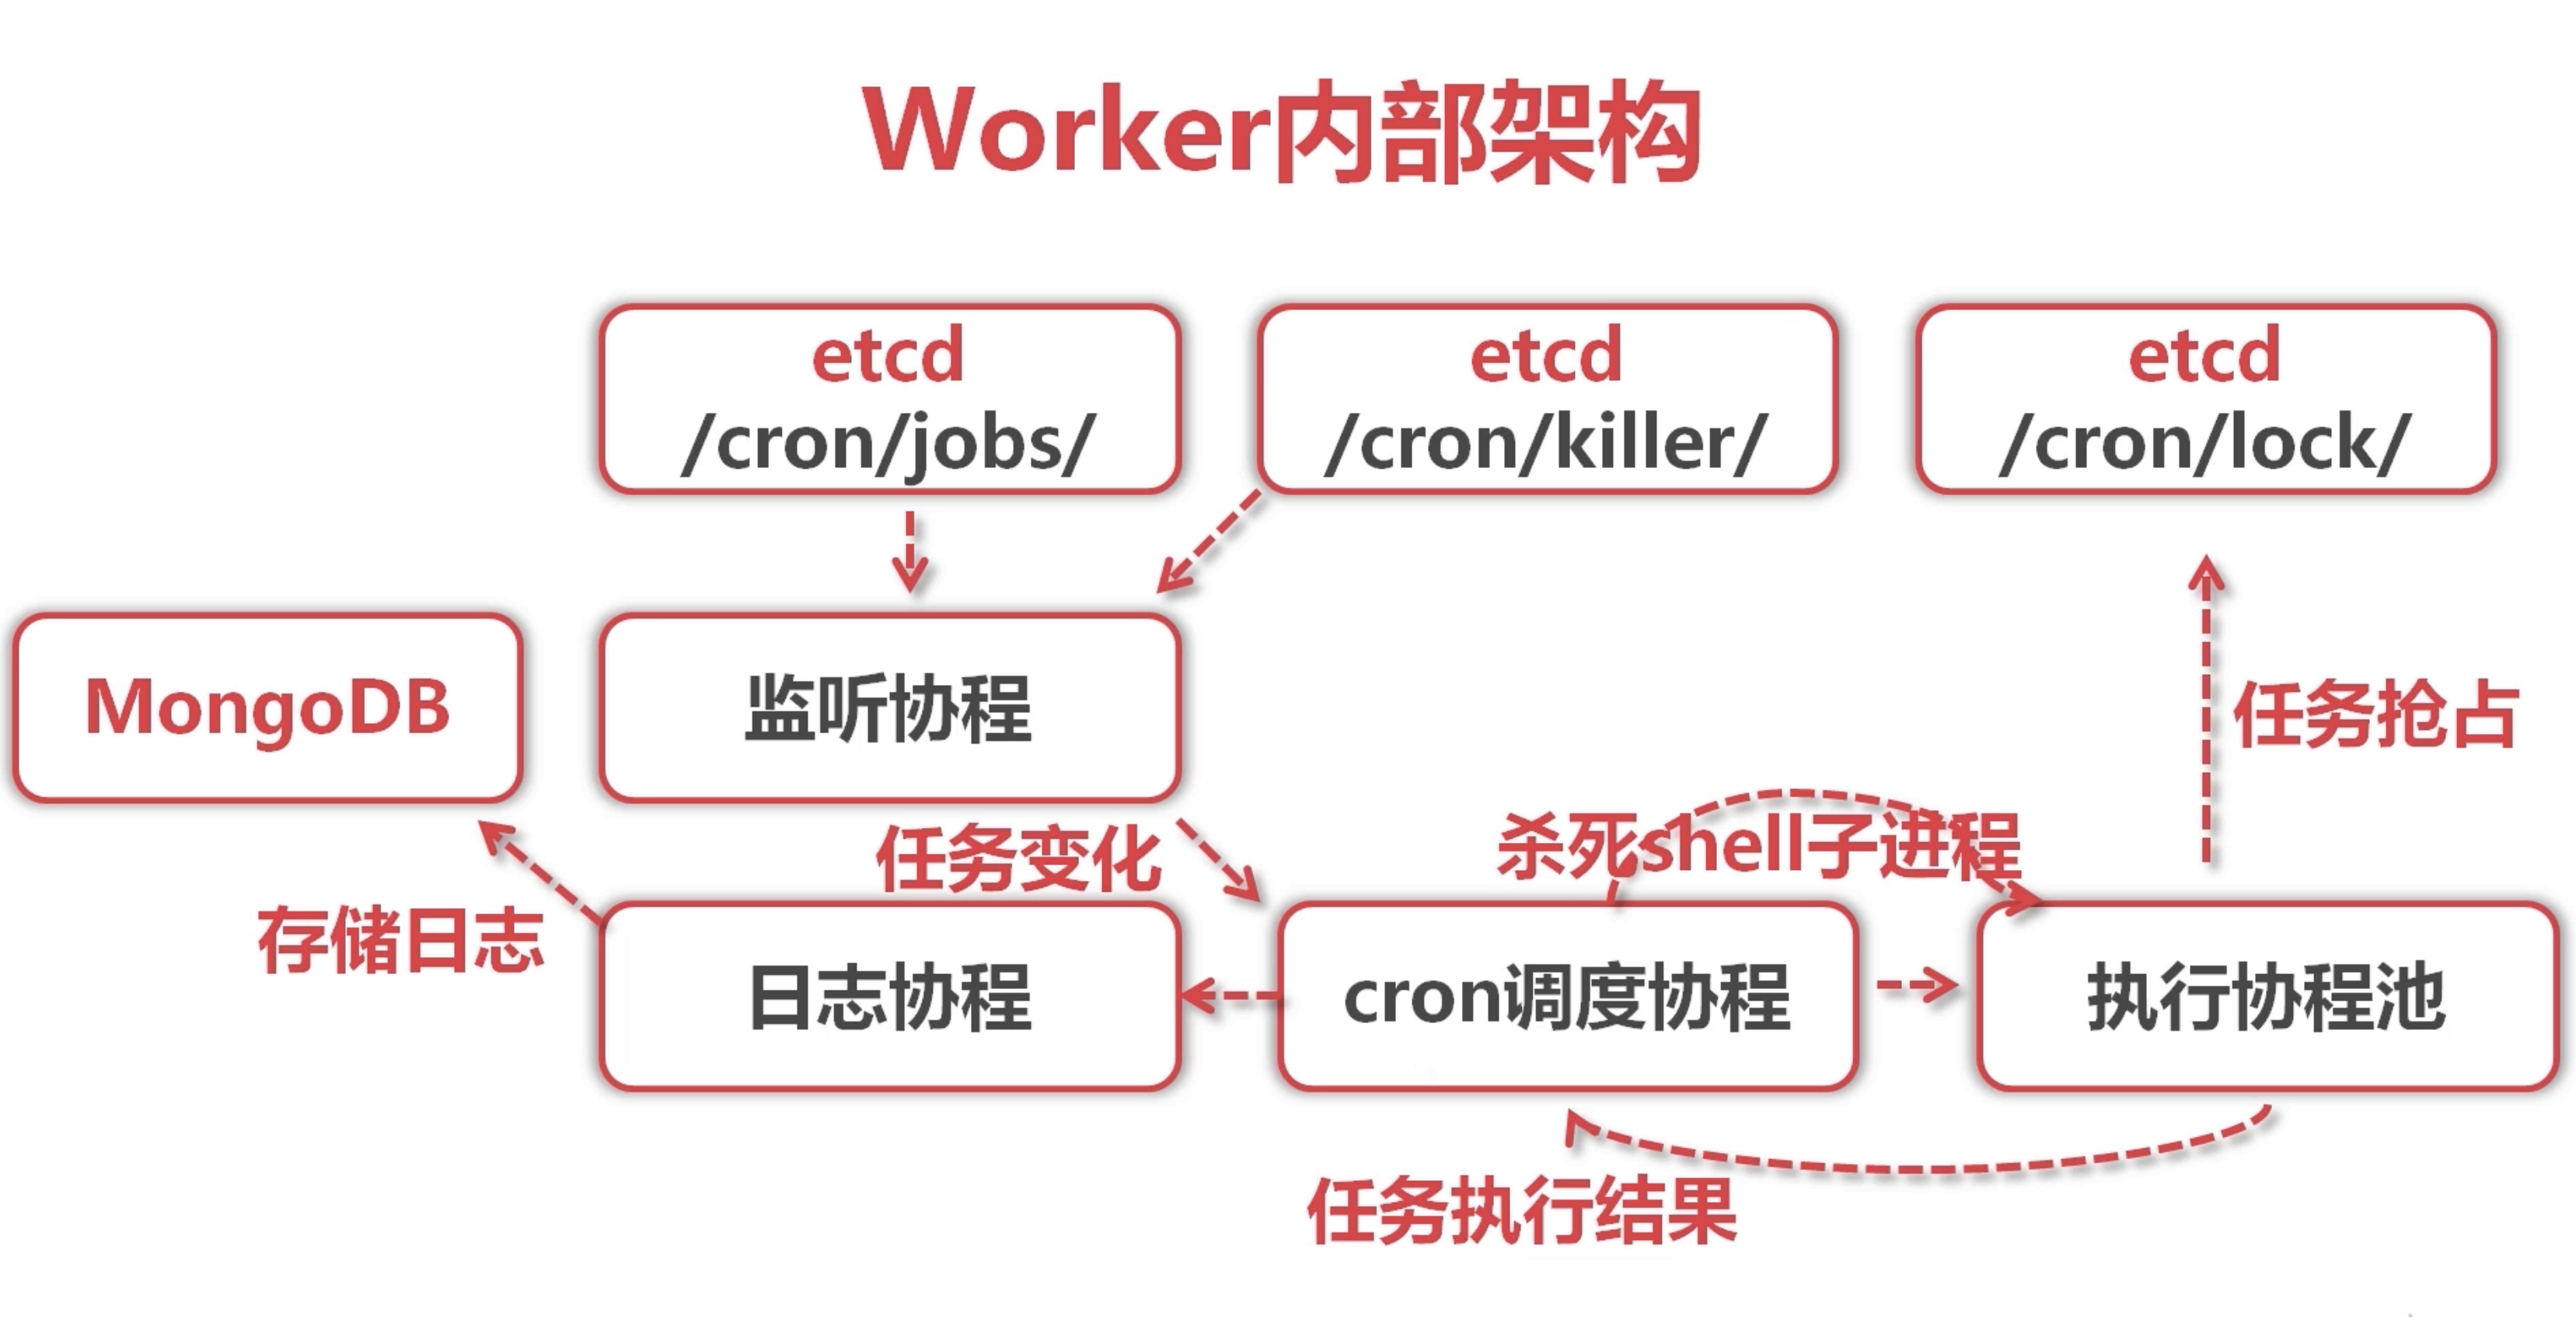 Worker内部架构
etcd
/cron/jobs/
etcd
/cron/killer/
etcd
/cron/lock/
MongoDB
监听协程
任务抢占
任务变化
杀死shell子进程
存储日志
日志协程
cron调度协程
执行协程池
任务执行结果